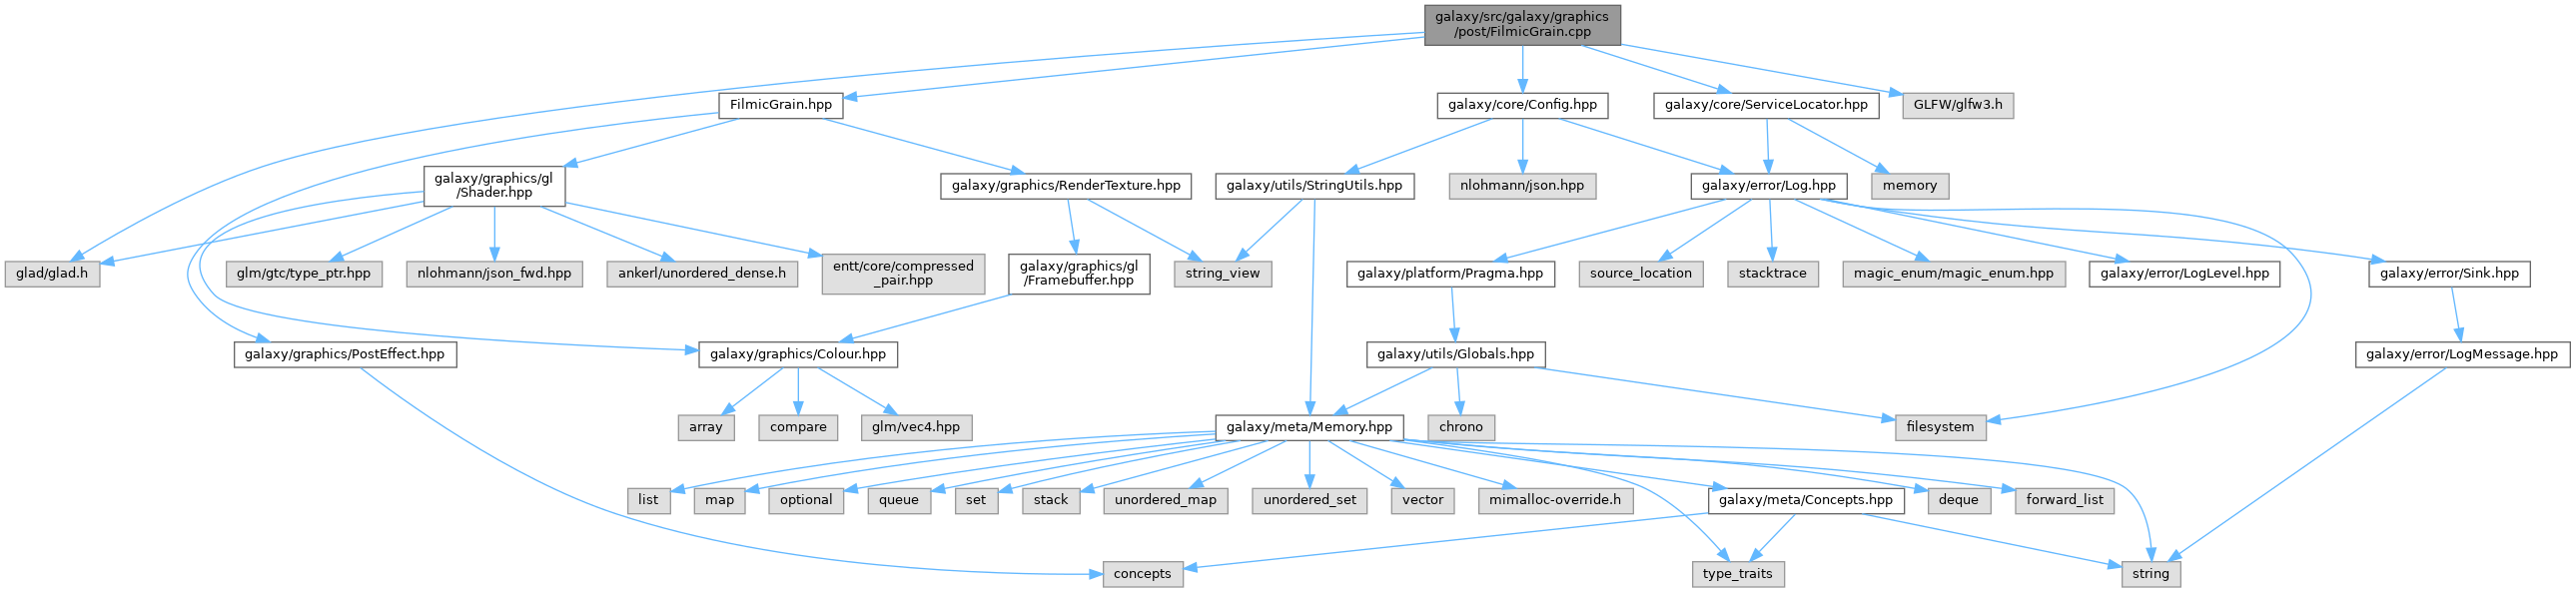 galaxy/src/galaxy/graphics
/post/FilmicGrain.cpp
FilmicGrain.hpp
galaxy/core/Config.hpp
galaxy/core/ServiceLocator.hpp
GLFW/glfw3.h
galaxy/graphics/gl
/Shader.hpp
galaxy/graphics/RenderTexture.hpp
galaxy/utils/StringUtils.hpp
nlohmann/json.hpp
galaxy/error/Log.hpp
memory
glad/glad.h
glm/gtc/type_ptr.hpp
nlohmann/json_fwd.hpp
ankerl/unordered_dense.h
entt/core/compressed
_pair.hpp
galaxy/graphics/gl
/Framebuffer.hpp
string_view
galaxy/platform/Pragma.hpp
source_location
stacktrace
magic_enum/magic_enum.hpp
galaxy/error/LogLevel.hpp
galaxy/error/Sink.hpp
galaxy/graphics/PostEffect.hpp
galaxy/graphics/Colour.hpp
galaxy/utils/Globals.hpp
galaxy/error/LogMessage.hpp
array
compare
glm/vec4.hpp
galaxy/meta/Memory.hpp
chrono
filesystem
list
map
optional
queue
set
stack
unordered_map
unordered_set
vector
mimalloc-override.h
galaxy/meta/Concepts.hpp
deque
forward_list
concepts
type_traits
string